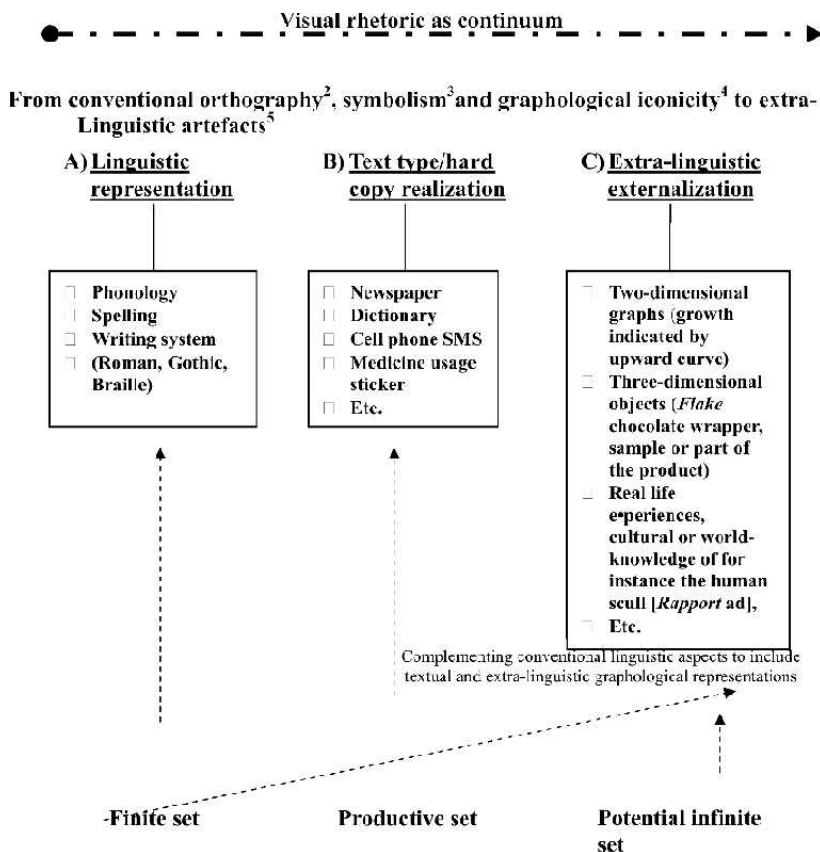 Visual rhetoric as continuum
From conventional orthography², symbolism³and graphological iconicity⁴ to extra-
Linguistic artefacts⁵
A) Linguistic
representation
□ Phonology
□ Spelling
□ Writing system
□ (Roman, Gothic,
Braille)
B) Text type/hard
copy realization
□ Newspaper
□ Dictionary
□ Cell phone SMS
□ Medicine usage
sticker
□ Etc.
C) Extra-linguistic
externalization
□ Two-dimensional
graphs (growth
indicated by
upward curve)
□ Three-dimensional
objects (Flake
chocolate wrapper,
sample or part of
the product)
□ Real life
e•periences,
cultural or world-
knowledge of for
instance the human
scull [Rapport ad],
□ Etc.
Complementing conventional linguistic aspects to include
textual and extra-linguistic graphological representations
-Finite set
Productive set
Potential infinite
set